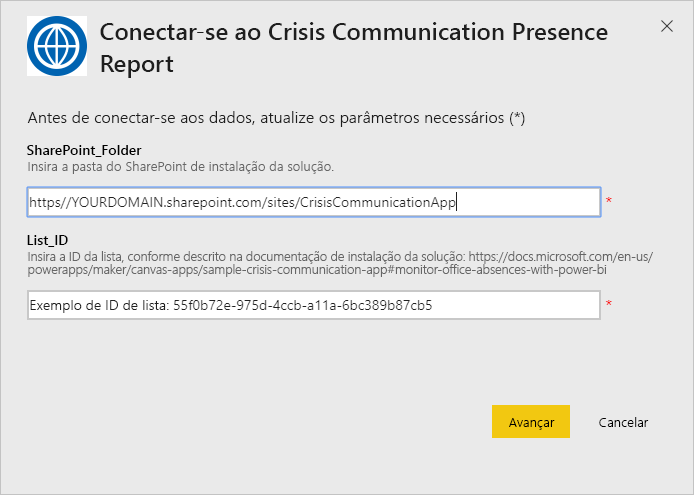 Conectar-se ao Crisis Communication Presence
Report
Antes de conectar-se aos dados, atualize os parâmetros necessários (*)
SharePoint_Folder
Insira a pasta do SharePoint de instalação da solução.
https//YOURDOMAIN.sharepoint.com/sites/CrisisCommunicationApp *
List_ID
Insira a ID da lista, conforme descrito na documentação de instalação da solução: https://docs.microsoft.com/en-us/
powerapps/maker/canvas-apps/sample-crisis-communication-app#monitor-office-absences-with-power-bi
Exemplo de ID de lista: 55f0b72e-975d-4ccb-a11a-6bc389b87cb5 *
Avançar Cancelar